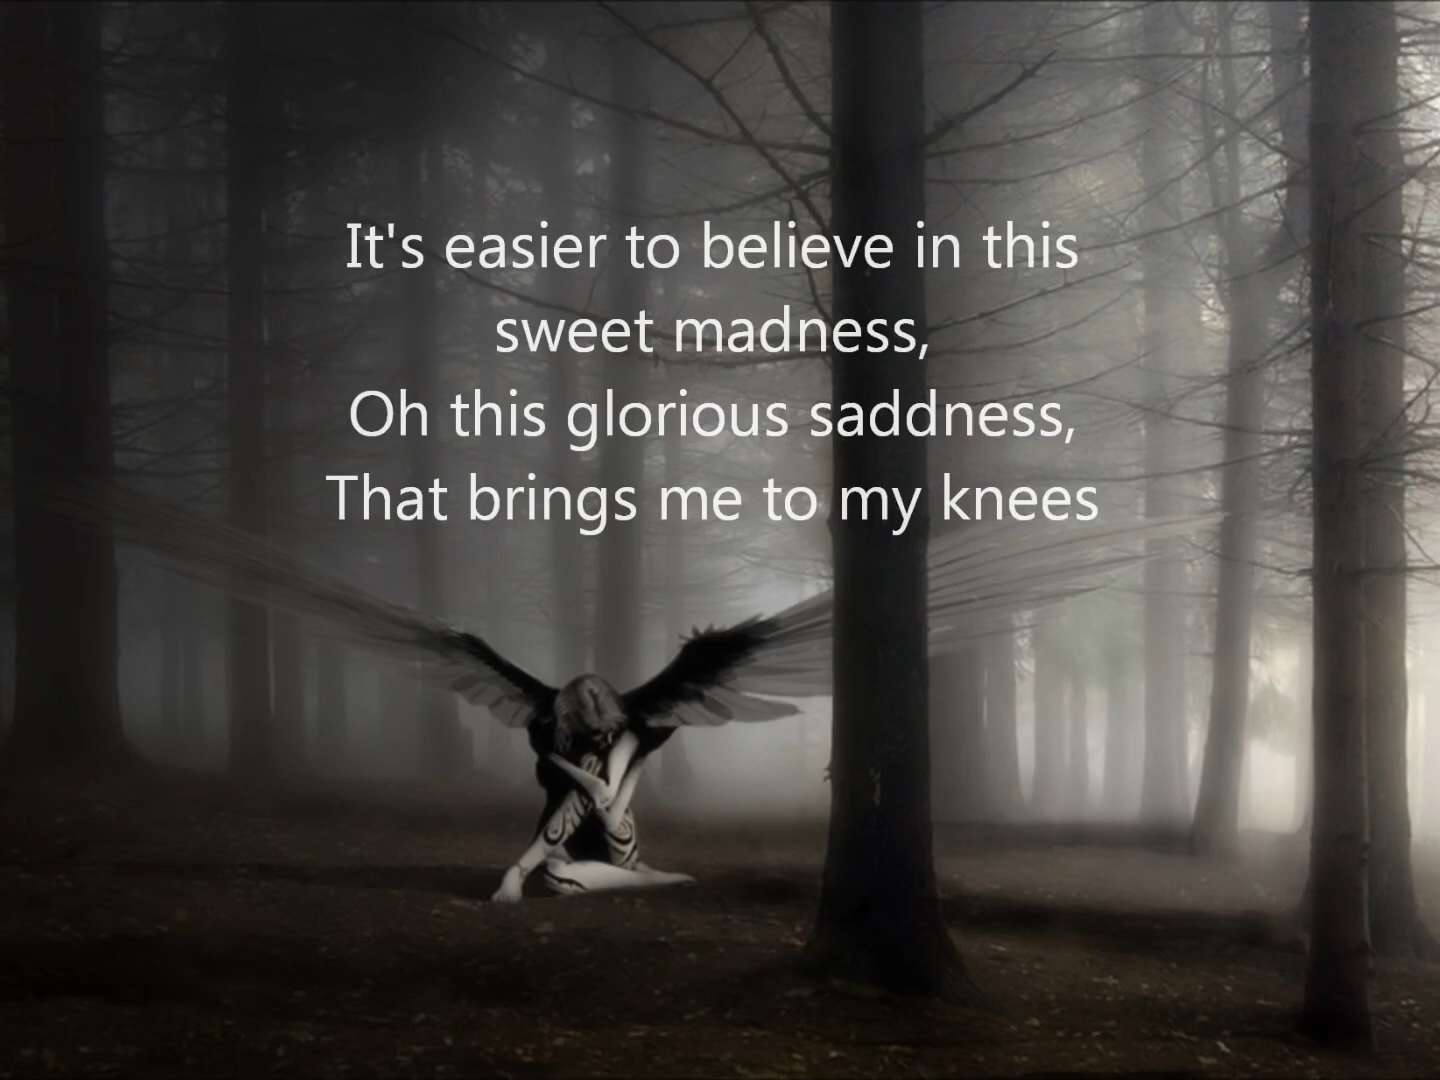 It's easier to believe in this
sweet madness,
Oh this glorious saddness,
That brings me to my knees